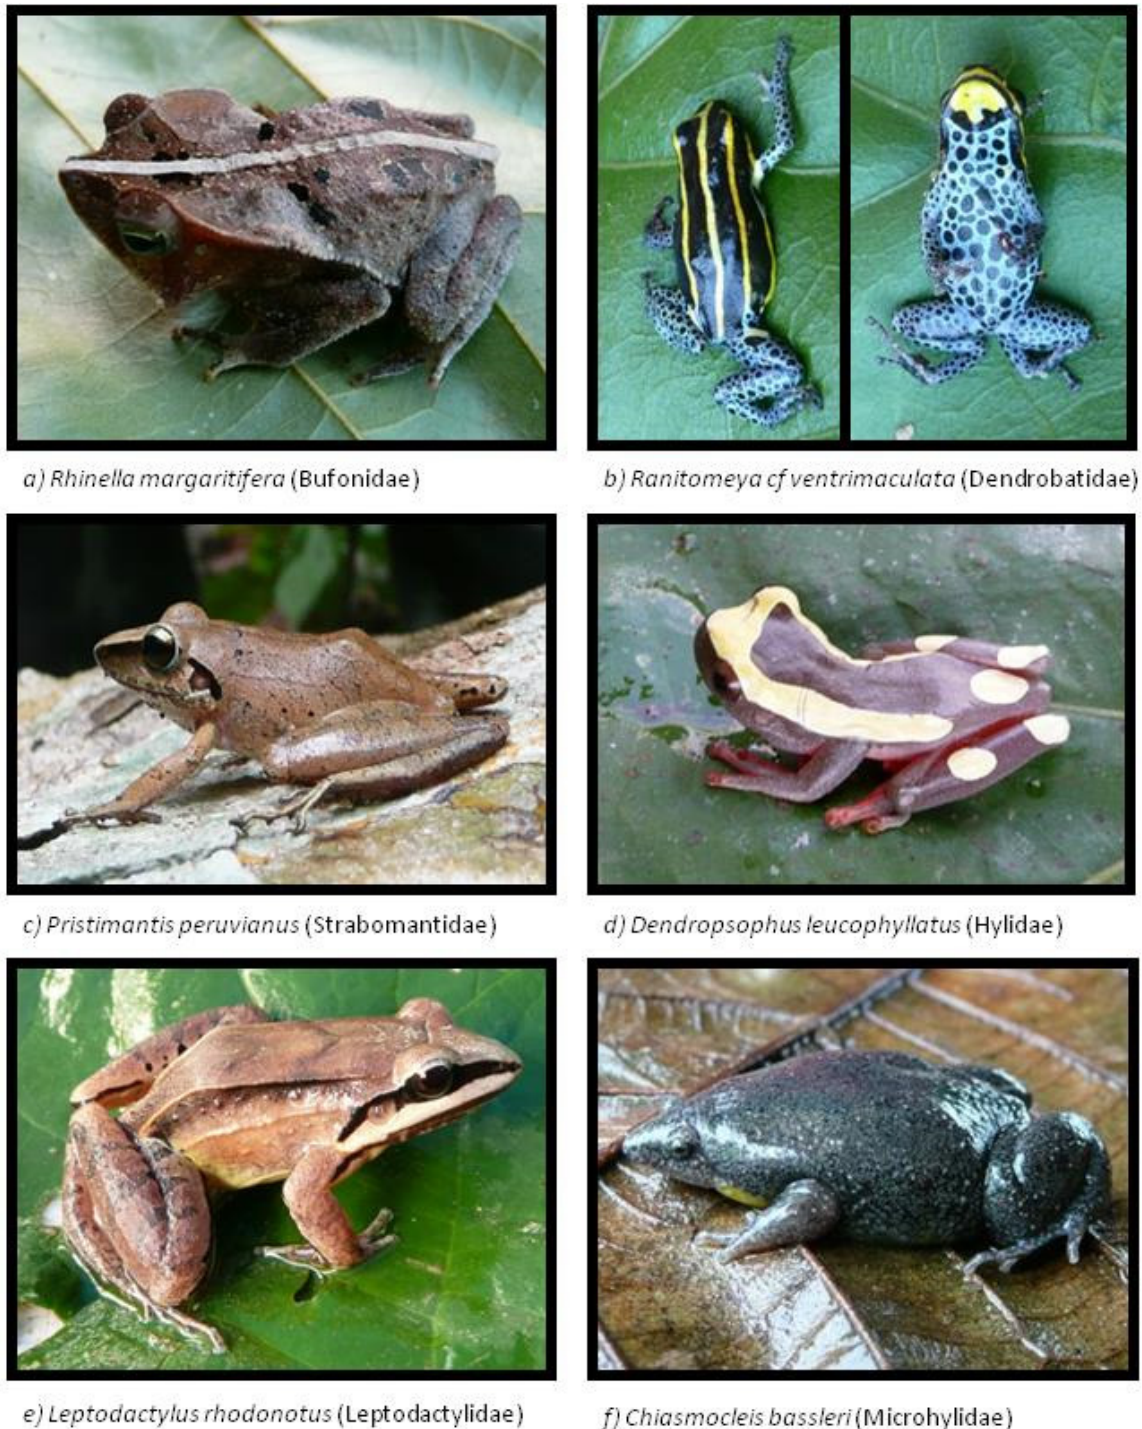 a) Rhinella margaritifera (Bufonidae)
b) Ranitomeya cf ventrimaculata (Dendrobatidae)
c) Pristimantis peruvianus (Strabomantidae)
d) Dendropsophus leucophyllatus (Hylidae)
e) Leptodactylus rhodonotus (Leptodactylidae)
f) Chiasmocleis bassleri (Microhylidae)